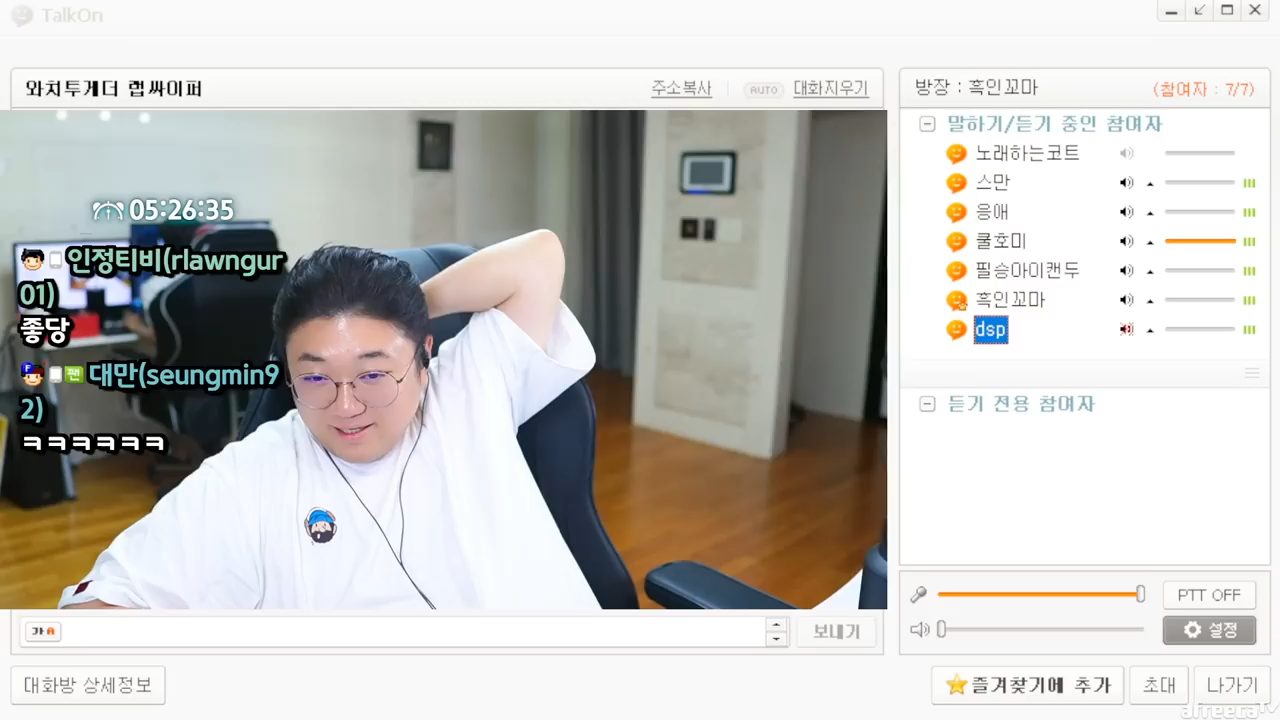 TalkOn
와치투게더 랩싸이퍼
주소복사
AUTO
대화지우기
방장 : 흑인꼬마
(참여자 : 7/7)
말하기/듣기 중인 참여자
노래하는코트
스만
응애
쿨호미
필승아이캔두
흑인꼬마
dsp
듣기 전용 참여자
05:26:35
인정티비(rlawngur
01)
좋당
대만(seungmin9
2)
ㅋㅋㅋㅋㅋㅋ
가A
보내기
PTT OFF
설정
대화방 상세정보
즐겨찾기에 추가
초대
나가기
afreecaTV